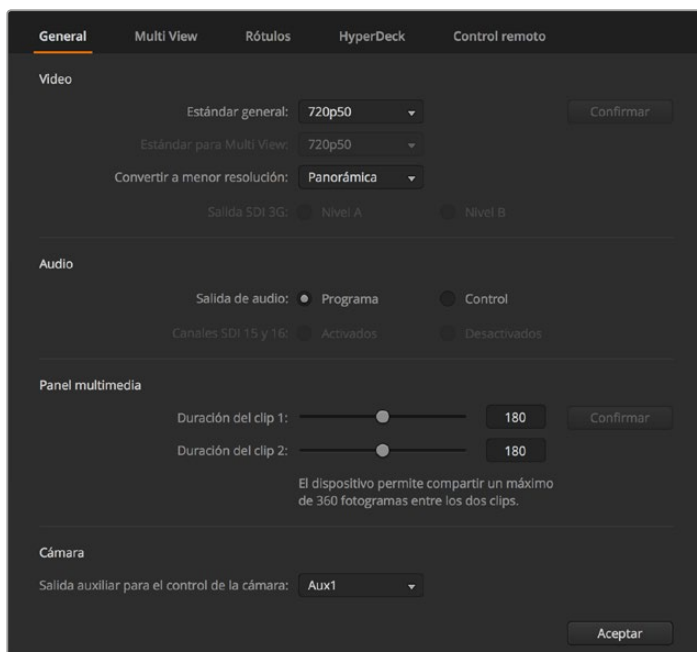 General Multi View Rótulos HyperDeck Control remoto
Video
Estándar general: 720p50 Confirmar
Estándar para Multi View: 720p50
Convertir a menor resolución: Panorámica
Salida SDI 3G: Nivel A Nivel B
Audio
Salida de audio: Programa Control
Canales SDI 15 y 16: Activados Desactivados
Panel multimedia
Duración del clip 1: 180 Confirmar
Duración del clip 2: 180
El dispositivo permite compartir un máximo
de 360 fotogramas entre los dos clips.
Cámara
Salida auxiliar para el control de la cámara: Aux1
Aceptar